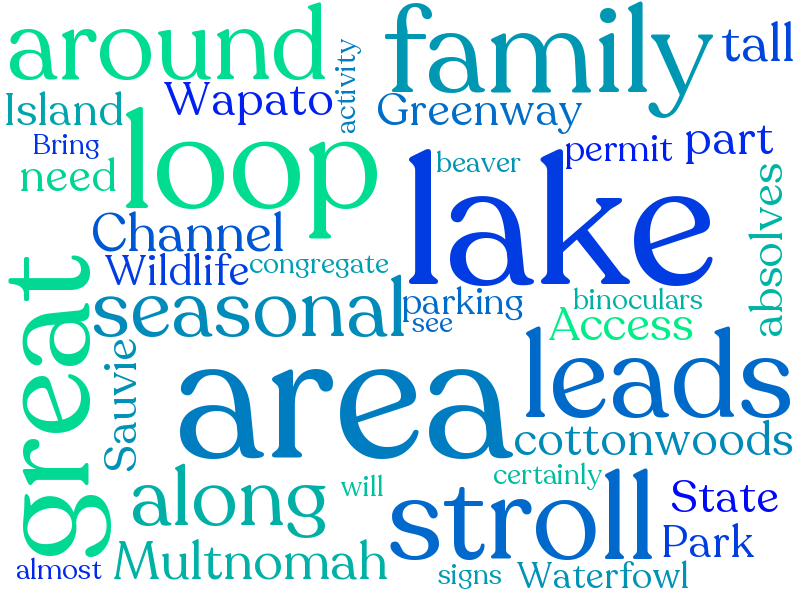 around
family
tall
Island
Wapato
activity
Greenway
Bring
loop
beaver
permit
part
need
lake
absolves
Channel
Wildlife
congregate
great
seasonal
parking
binoculars
see
Access
Sauvie
area
leads
cottonwoods
along
will
certainly
stroll
State
Park
almost
Multnomah
signs
Waterfowl